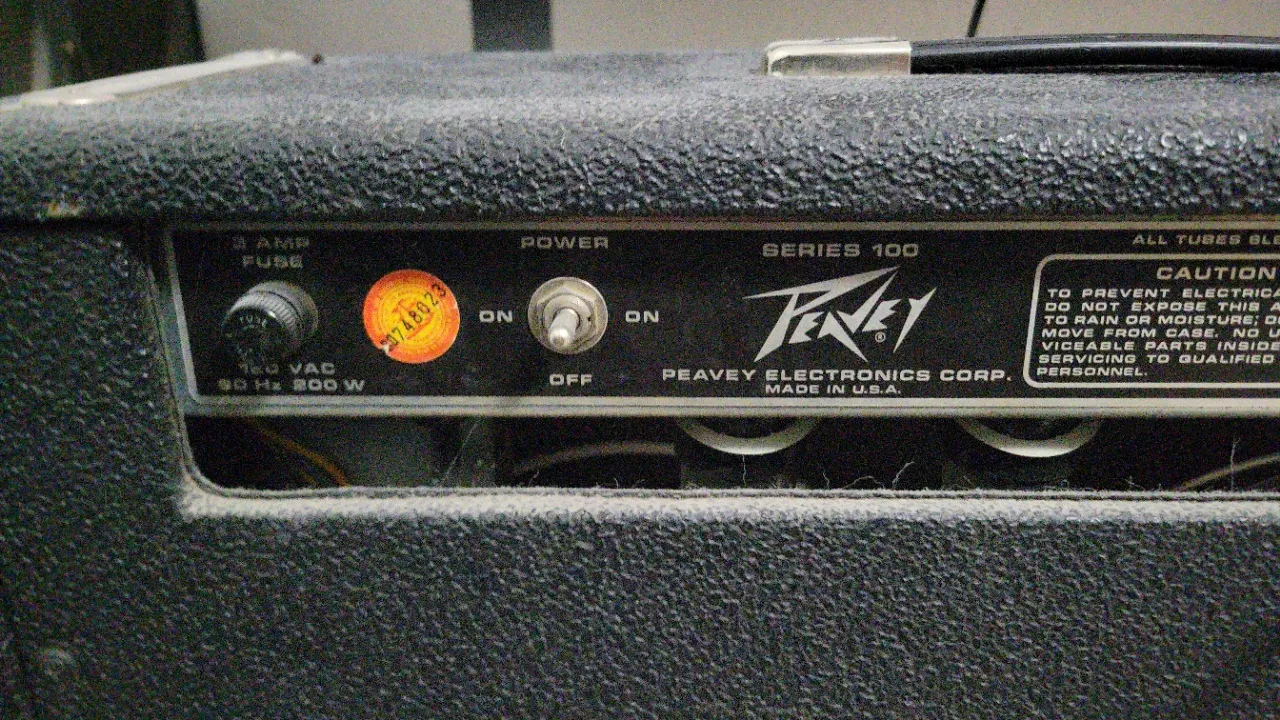 3 AMP
FUSE
FUSE
120 VAC
60 Hz 200 W
POWER
ON
ON
OFF
SERIES 100
PEAVEY
®
PEAVEY ELECTRONICS CORP.
MADE IN U.S.A.
ALL TUBES
CAUTION
TO PREVENT
DO NOT EXPOSE THIS
TO RAIN OR MOISTURE;
MOVE FROM CASE. NO
VICEABLE PARTS INSIDE
SERVICING TO QUALIFIED
PERSONNEL.